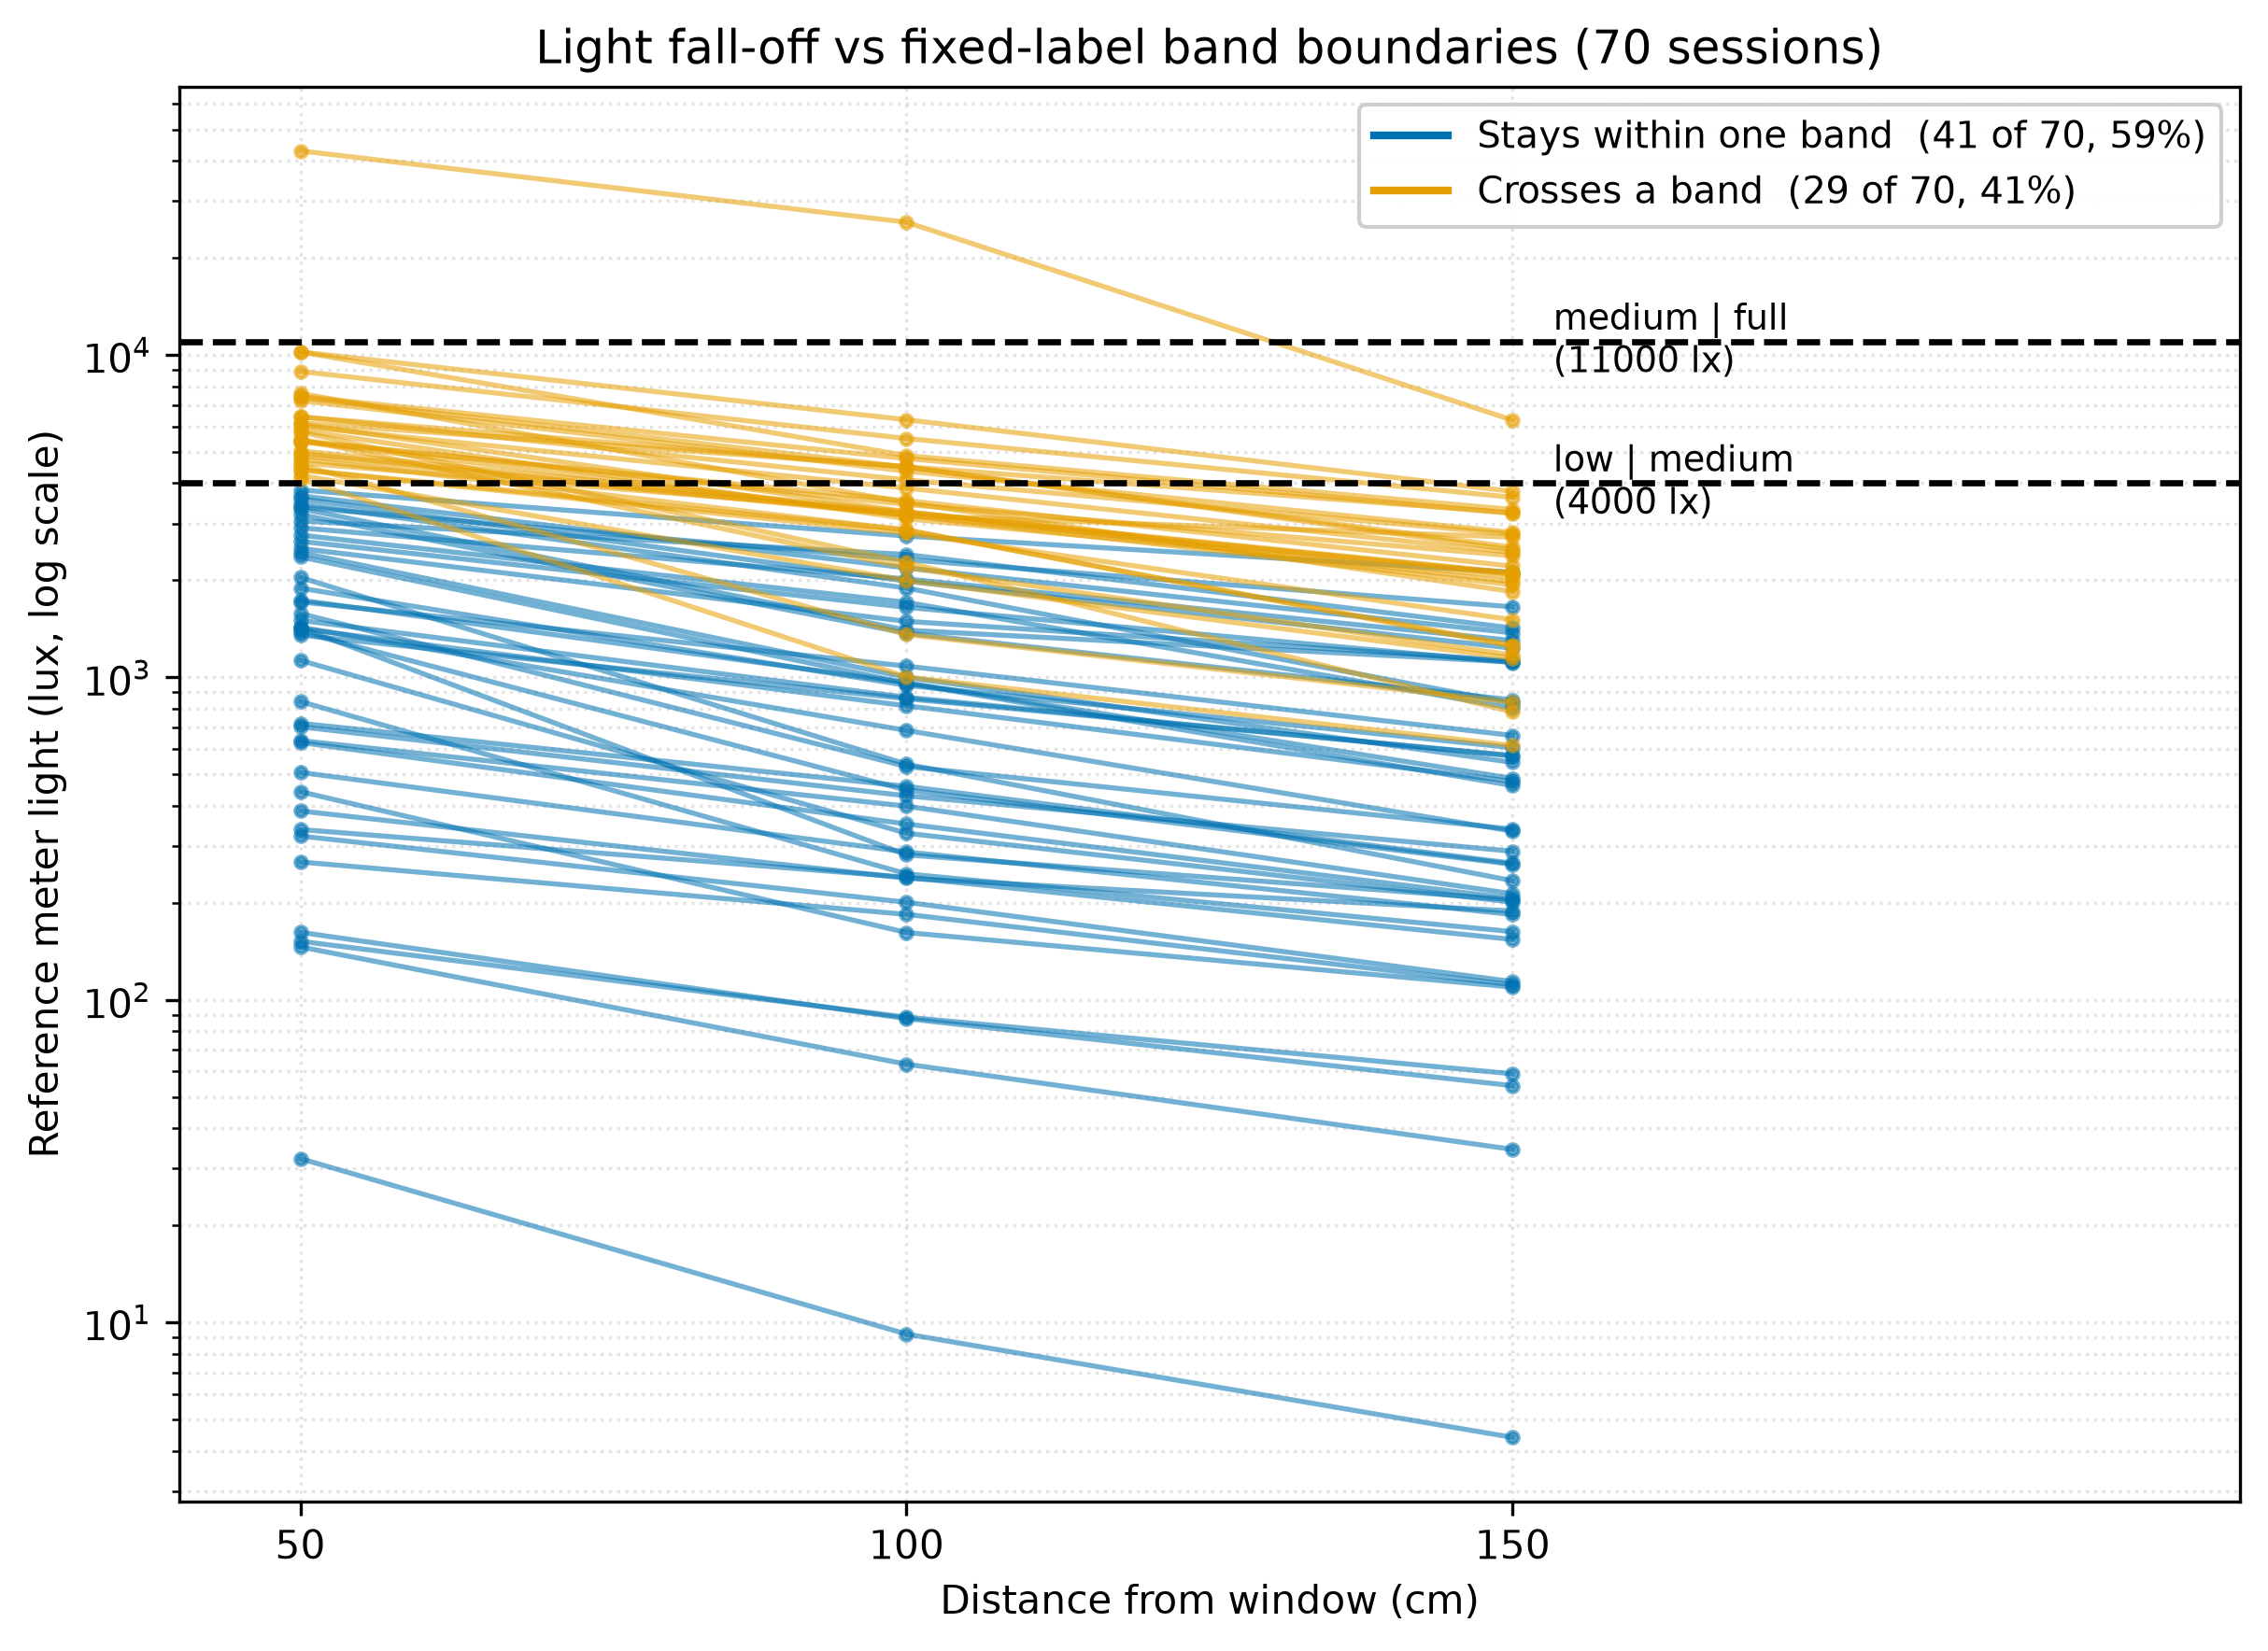 Light fall-off vs fixed-label band boundaries (70 sessions)
Stays within one band (41 of 70, 59%)
Crosses a band (29 of 70, 41%)
medium | full
(11000 lx)
low | medium
(4000 lx)
Reference meter light (lux, log scale)
10⁴
10³
10²
10¹
50 100 150
Distance from window (cm)